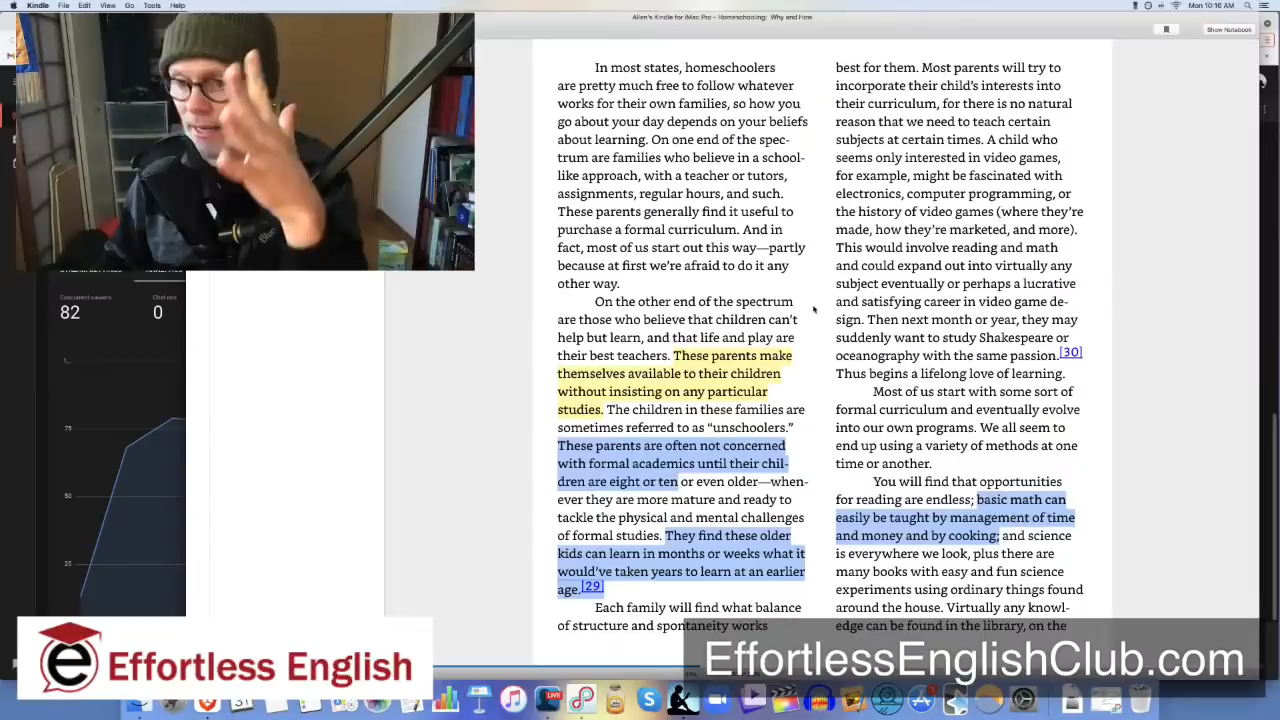 Kindle File Edit View Go Tools Help
Mon 10:16 AM
Allen's Kindle for iMac Pro - Homeschooling: Why and How
Show Notebook
In most states, homeschoolers
are pretty much free to follow whatever
works for their own families, so how you
go about your day depends on your beliefs
about learning. On one end of the spec-
trum are families who believe in a school-
like approach, with a teacher or tutors,
assignments, regular hours, and such.
These parents generally find it useful to
purchase a formal curriculum. And in
fact, most of us start out this way—partly
because at first we're afraid to do it any
other way.
On the other end of the spectrum
are those who believe that children can't
help but learn, and that life and play are
their best teachers. These parents make
themselves available to their children
without insisting on any particular
studies. The children in these families are
sometimes referred to as “unschoolers.”
These parents are often not concerned
with formal academics until their chil-
dren are eight or ten or even older—when-
ever they are more mature and ready to
tackle the physical and mental challenges
of formal studies. They find these older
kids can learn in months or weeks what it
would've taken years to learn at an earlier
age.[29]
Each family will find what balance
of structure and spontaneity works
best for them. Most parents will try to
incorporate their child's interests into
their curriculum, for there is no natural
reason that we need to teach certain
subjects at certain times. A child who
seems only interested in video games,
for example, might be fascinated with
electronics, computer programming, or
the history of video games (where they're
made, how they're marketed, and more).
This would involve reading and math
and could expand out into virtually any
subject eventually or perhaps a lucrative
and satisfying career in video game de-
sign. Then next month or year, they may
suddenly want to study Shakespeare or
oceanography with the same passion.[30]
Thus begins a lifelong love of learning.
Most of us start with some sort of
formal curriculum and eventually evolve
into our own programs. We all seem to
end up using a variety of methods at one
time or another.
You will find that opportunities
for reading are endless; basic math can
easily be taught by management of time
and money and by cooking; and science
is everywhere we look, plus there are
many books with easy and fun science
experiments using ordinary things found
around the house. Virtually any knowl-
edge can be found in the library, on the
Concurrent viewers
82
Chat rate
0
75
50
25
e Effortless English
EffortlessEnglishClub.com
LIVE